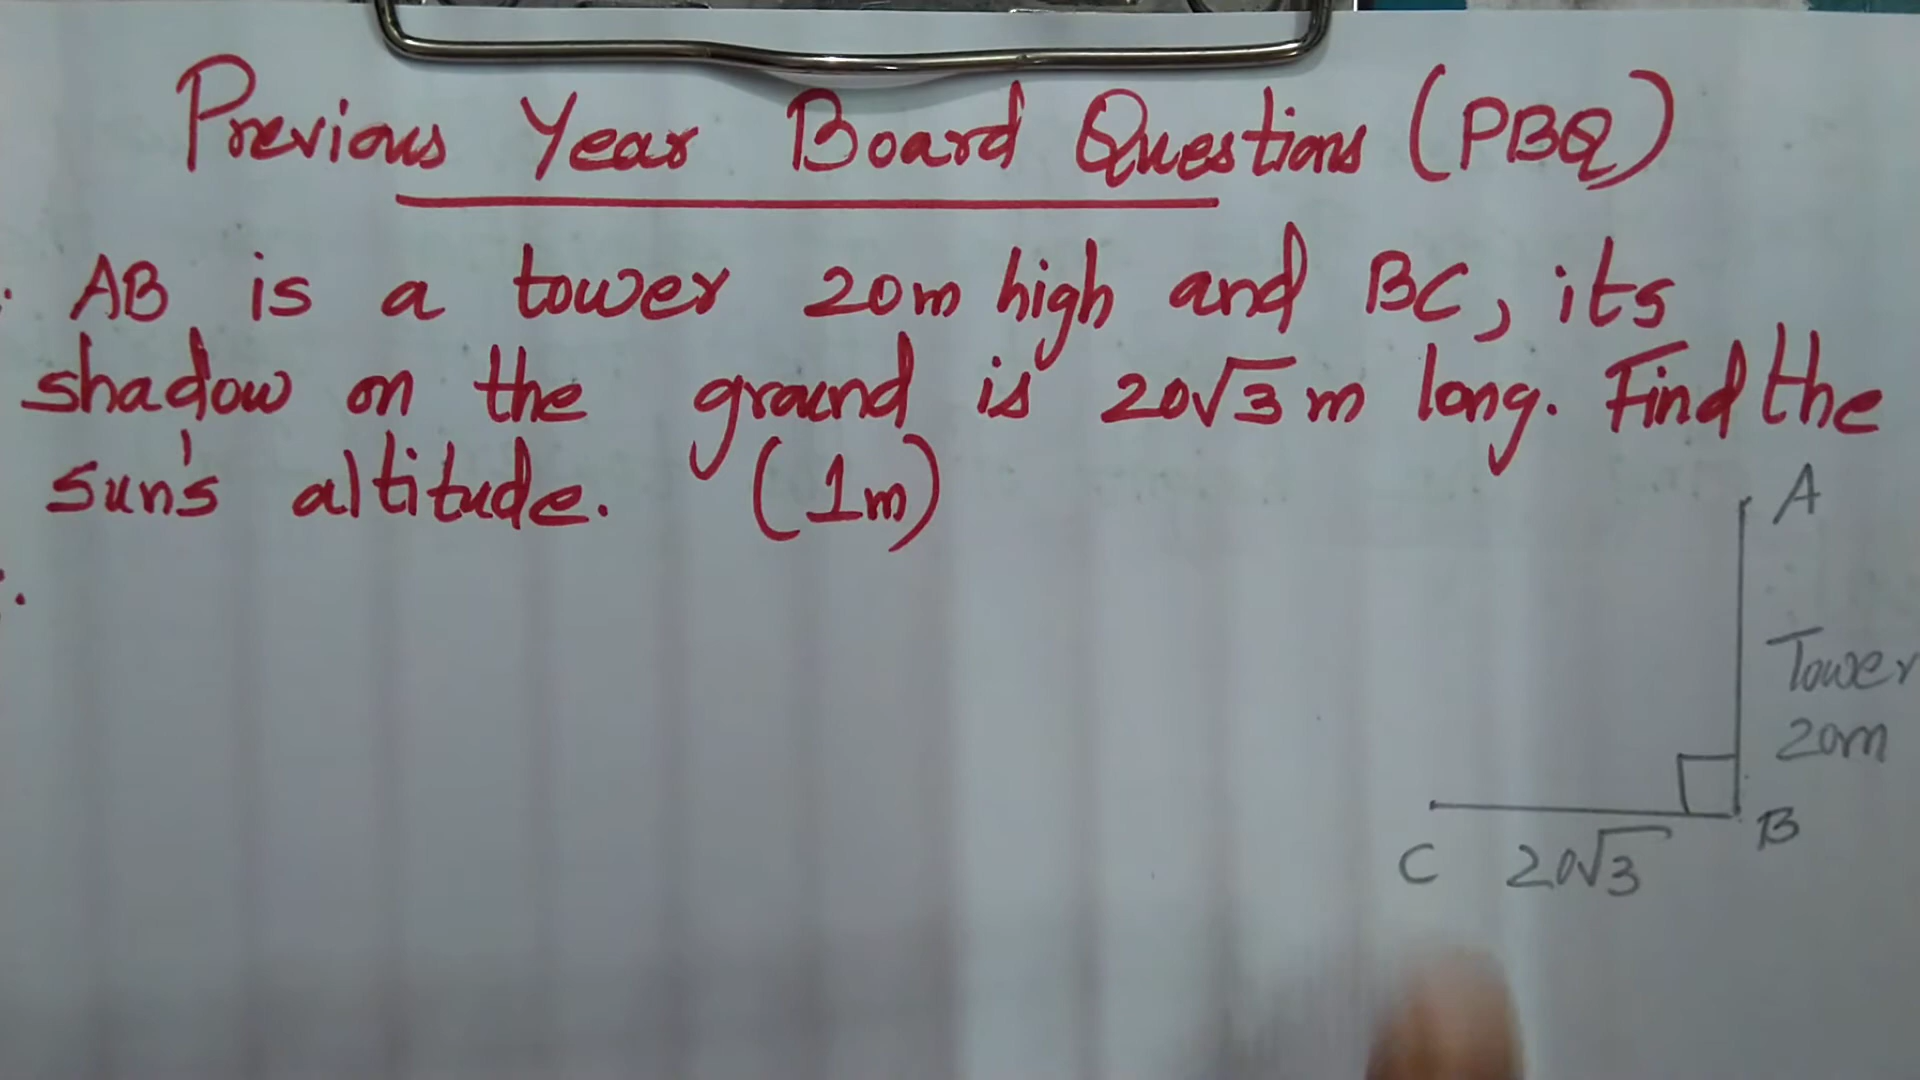 Previous Year Board Questions (PBQ)
AB is a tower 20m high and BC, its
shadow on the ground is 20√3 m long. Find the
sun's altitude. (1m)
A
Tower
20m
B
C 20√3